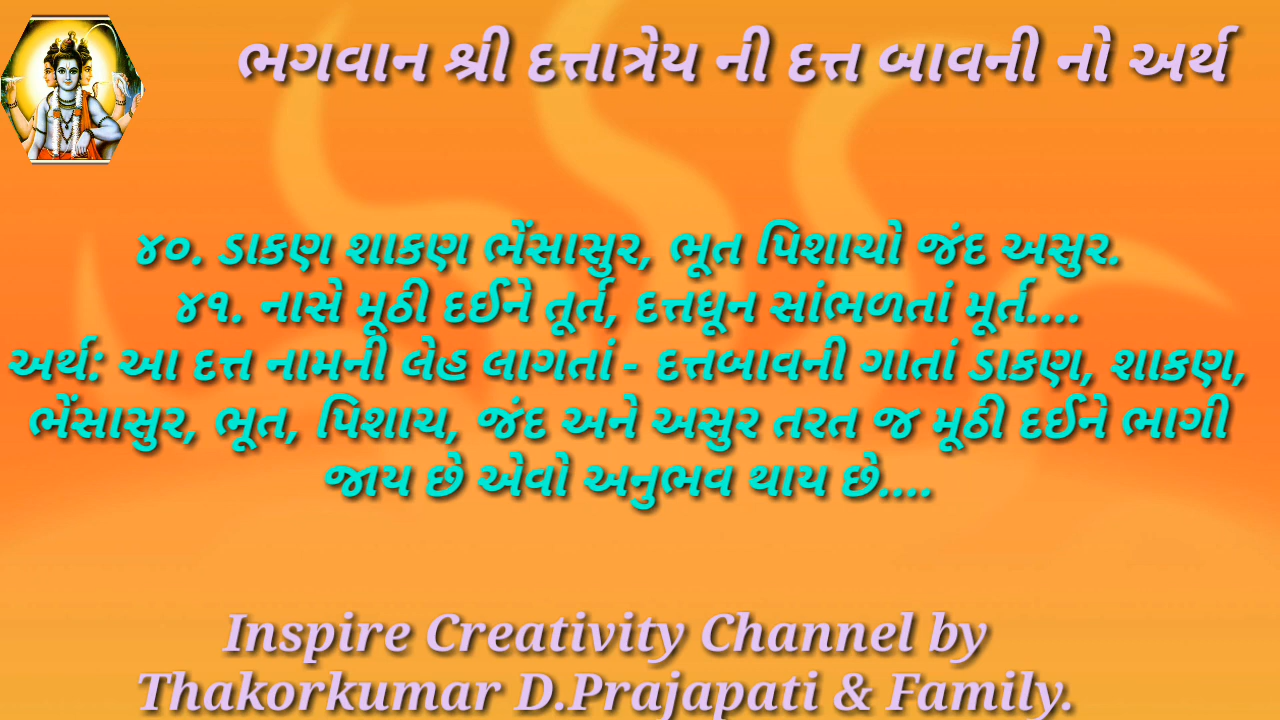 ભગવાન શ્રી દત્તાત્રેય ની દત્ત બાવની નો અર્થ
૪૦. ડાકણ શાકણ ભેંસાસુર, ભૂત પિશાચો જંદ અસુર.
૪૧. નાસે મૂઠી દઈને તૂર્ત, દત્તધૂન સાંભળતાં મૂર્ત....
અર્થ: આ દત્ત નામની લેહ લાગતાં - દત્તબાવની ગાતાં ડાકણ, શાકણ,
ભેંસાસુર, ભૂત, પિશાચ, જંદ અને અસુર તરત જ મૂઠી દઈને ભાગી
જાય છે એવો અનુભવ થાય છે....
Inspire Creativity Channel by
Thakorkumar D.Prajapati & Family.